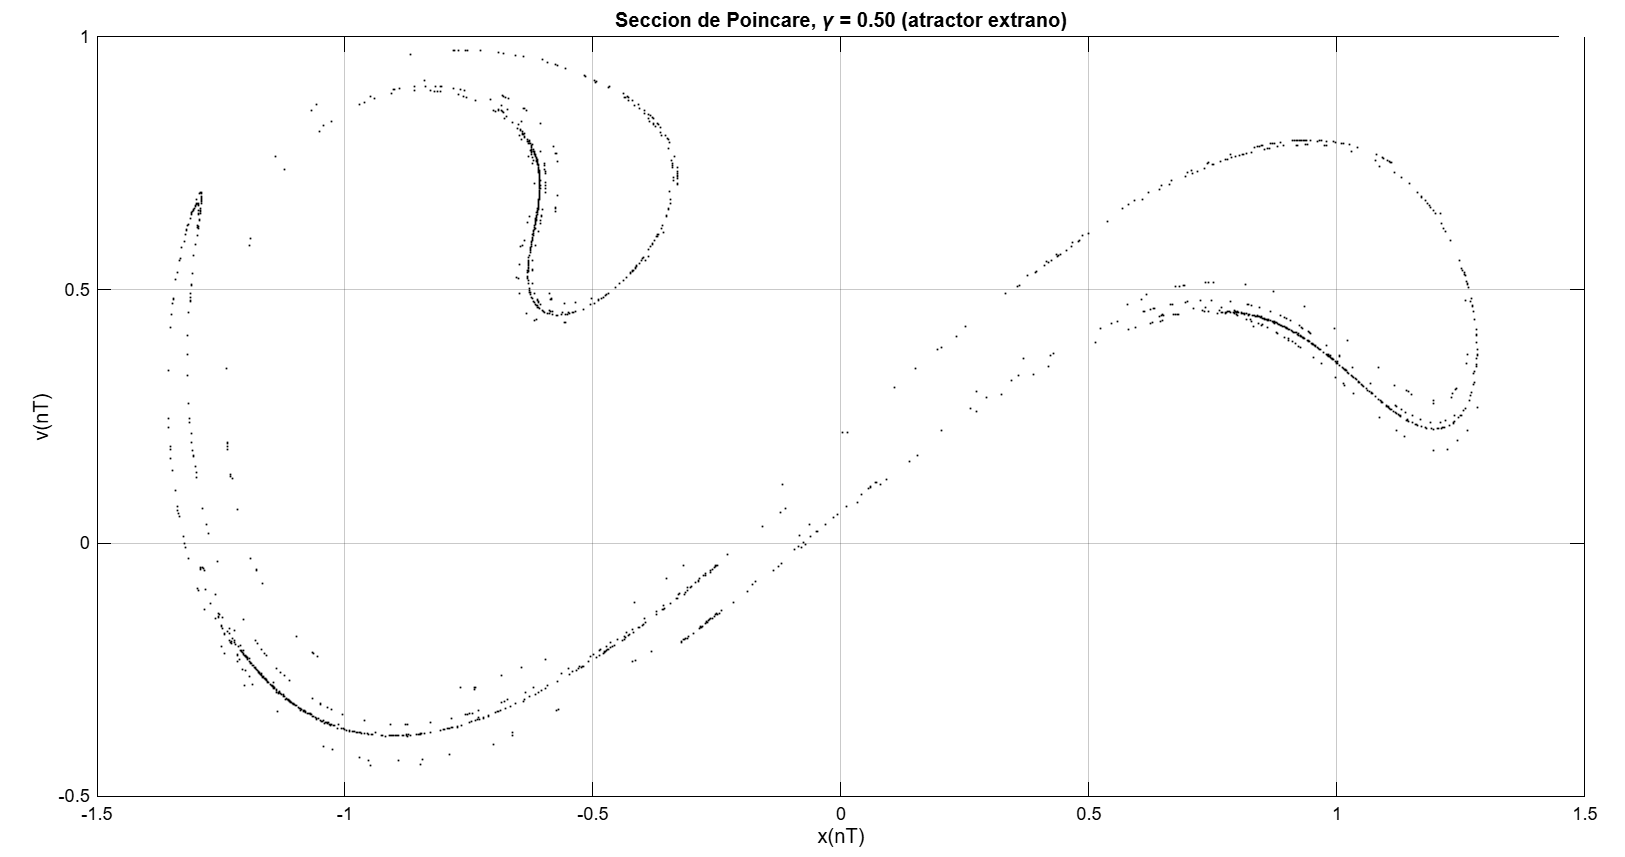 Seccion de Poincare, γ = 0.50 (atractor extrano)
1
0.5
0
-0.5
v(nT)
-1.5 -1 -0.5 0 0.5 1 1.5
x(nT)